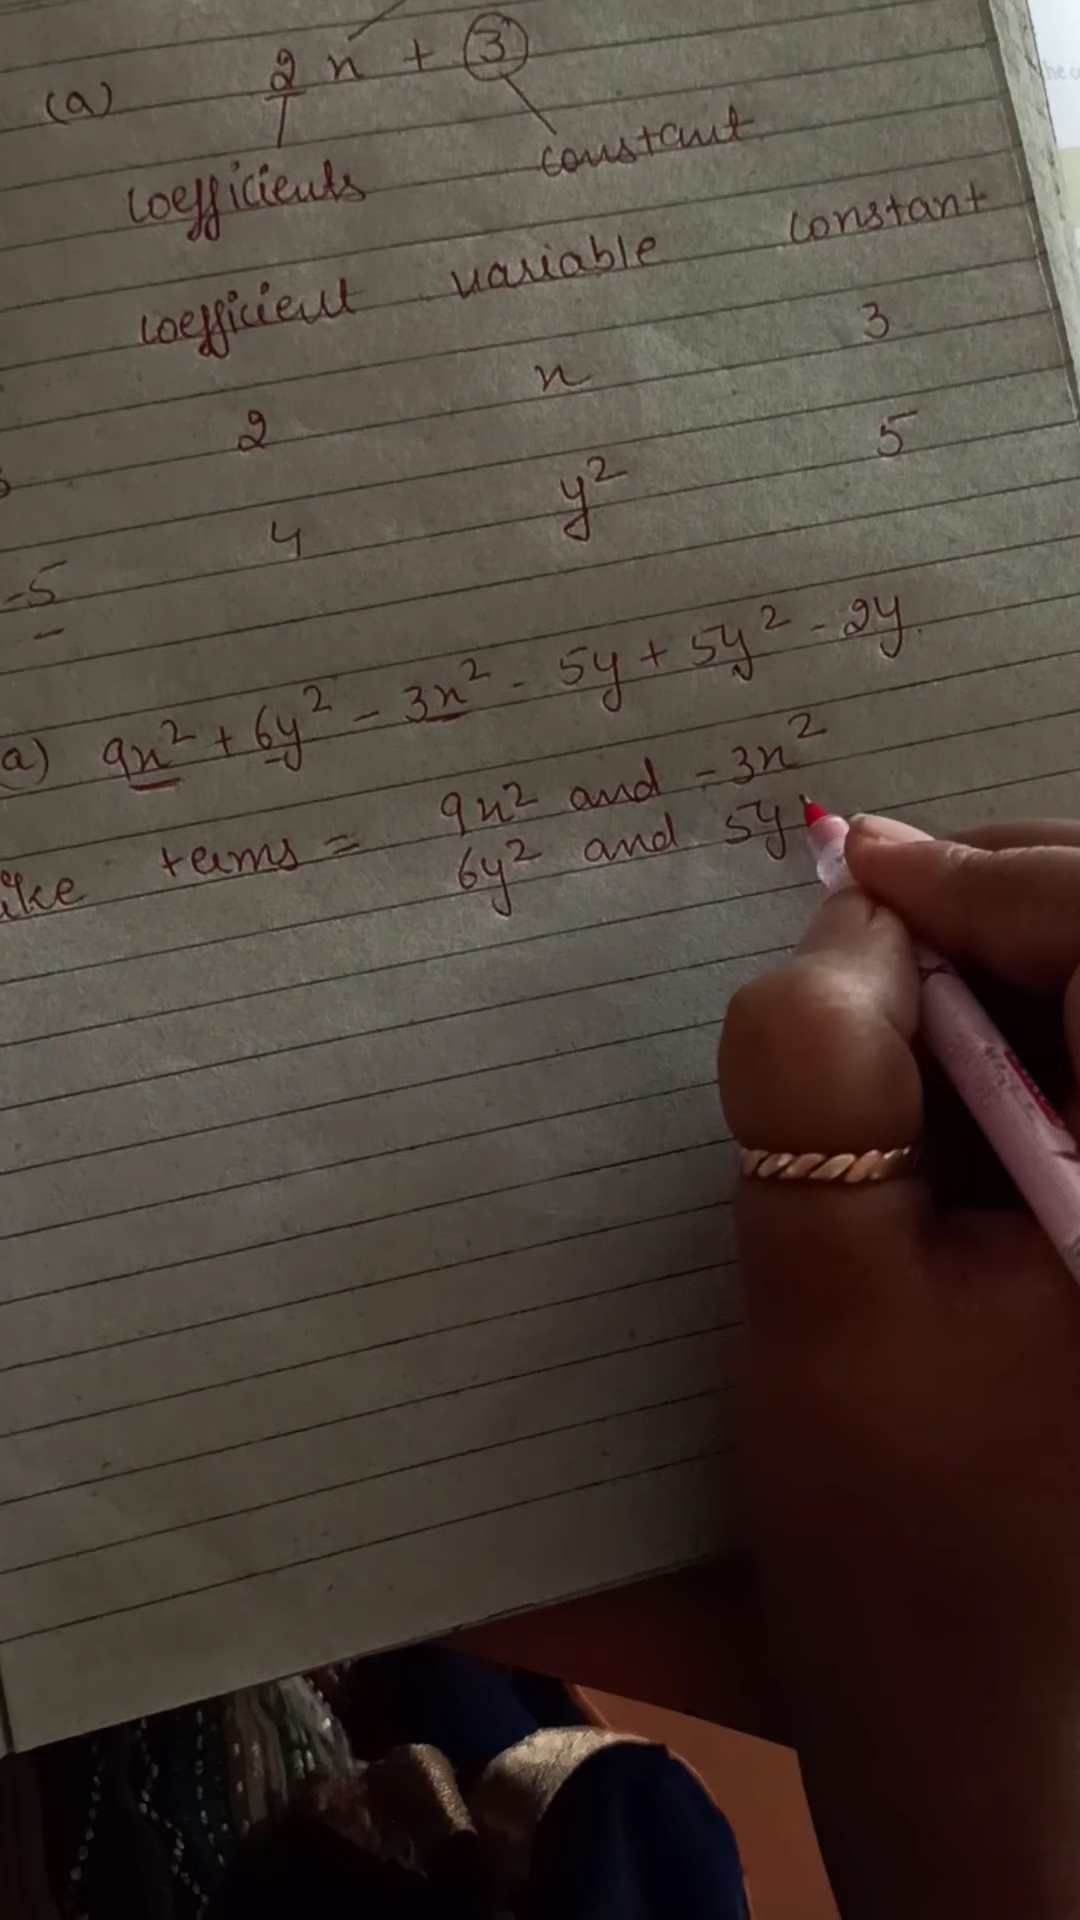 (a) 2x + 3
coefficients constant
coefficient variable constant
2 x 3
-5 4 y² 5
a) 9x² + 6y² - 3x² - 5y + 5y² - 2y.
like terms = 9x² and -3x²
6y² and 5y